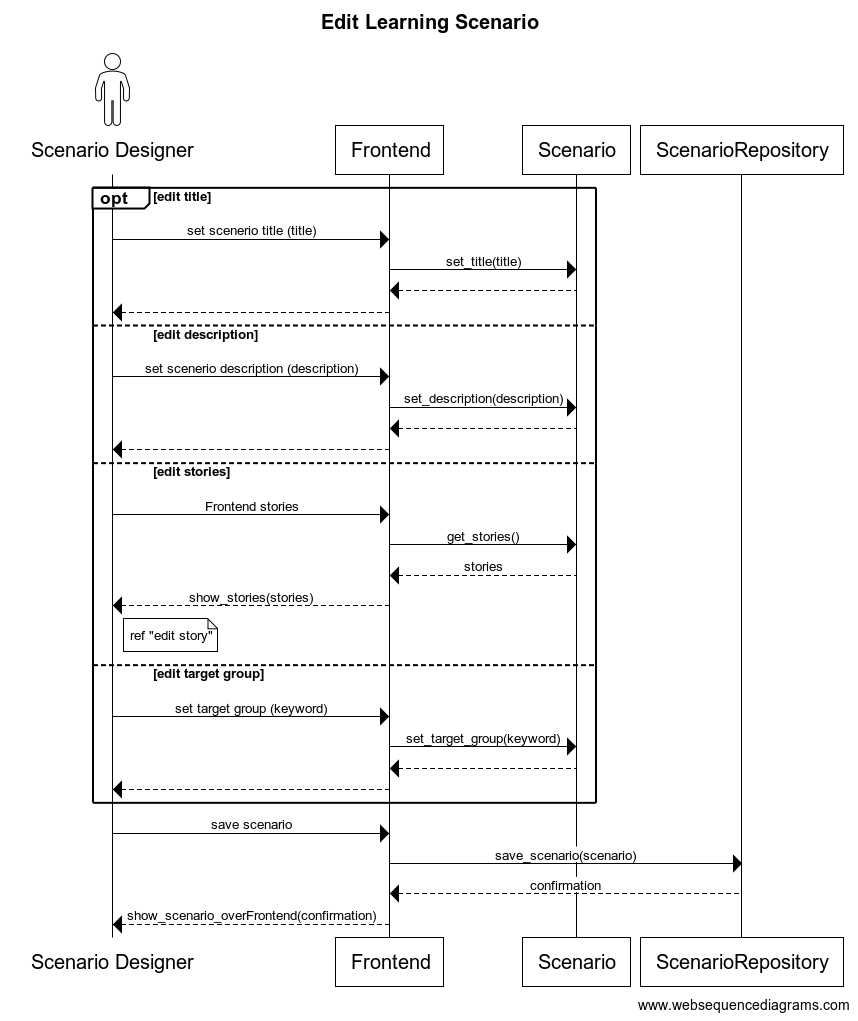 Edit Learning Scenario
Scenario Designer
Frontend
Scenario
ScenarioRepository
opt
[edit title]
set scenerio title (title)
set_title(title)
[edit description]
set scenerio description (description)
set_description(description)
[edit stories]
Frontend stories
get_stories()
stories
show_stories(stories)
ref "edit story"
[edit target group]
set target group (keyword)
set_target_group(keyword)
save scenario
save_scenario(scenario)
confirmation
show_scenario_overFrontend(confirmation)
Scenario Designer
Frontend
Scenario
ScenarioRepository
www.websequencediagrams.com